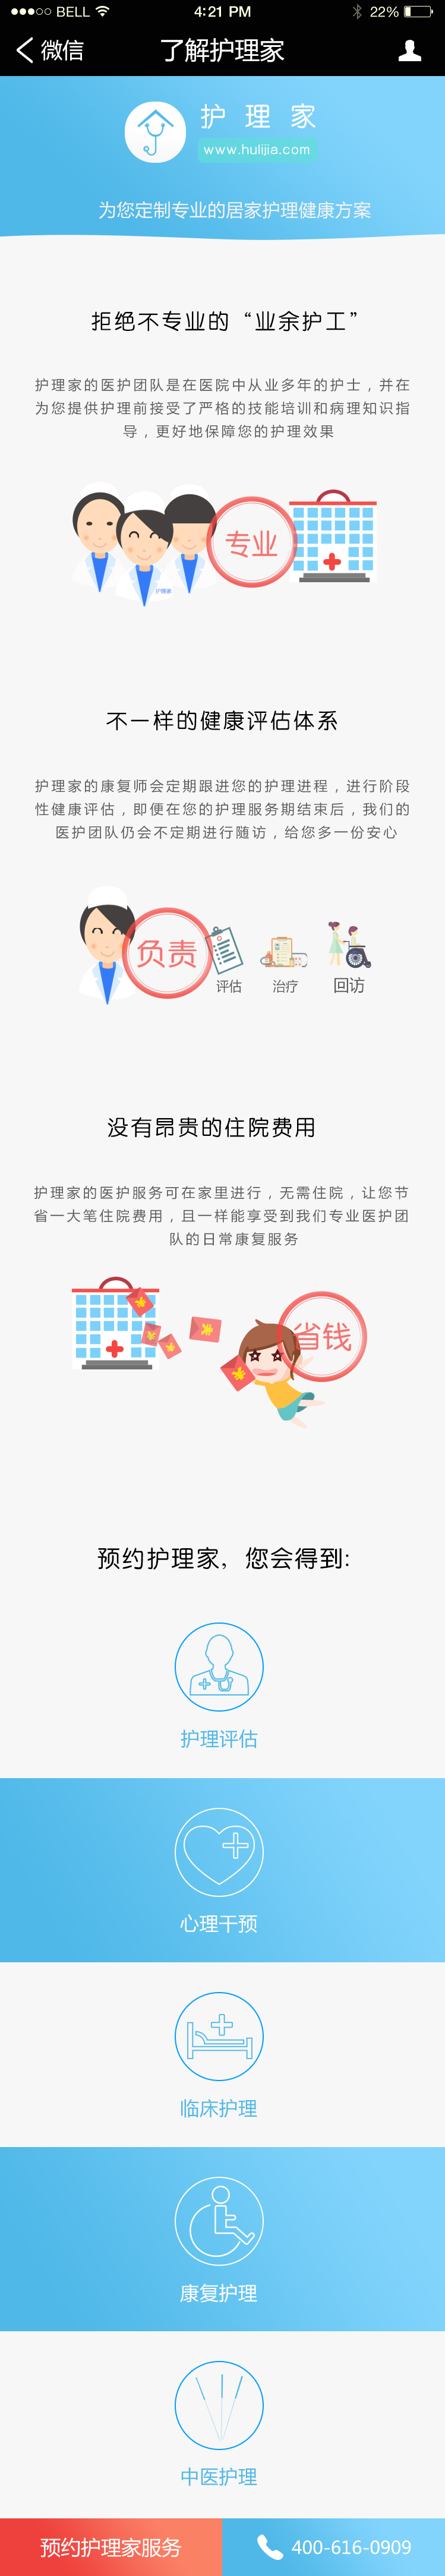 BELL 4:21 PM 22%
微信 了解护理家
护理家
www.hulijia.com
为您定制专业的居家护理健康方案
拒绝不专业的“业余护工”
护理家的医护团队是在医院中从业多年的护士，并在
为您提供护理前接受了严格的技能培训和病理知识指
导，更好地保障您的护理效果
专业
护理家
不一样的健康评估体系
护理家的康复师会定期跟进您的护理进程，进行阶段
性健康评估，即便在您的护理服务期结束后，我们的
医护团队仍会不定期进行随访，给您多一份安心
负责
评估 治疗 回访
没有昂贵的住院费用
护理家的医护服务可在家里进行，无需住院，让您节
省一大笔住院费用，且一样能享受到我们专业医护团
队的日常康复服务
省钱
预约护理家，您会得到:
护理评估
心理干预
临床护理
康复护理
中医护理
预约护理家服务 400-616-0909